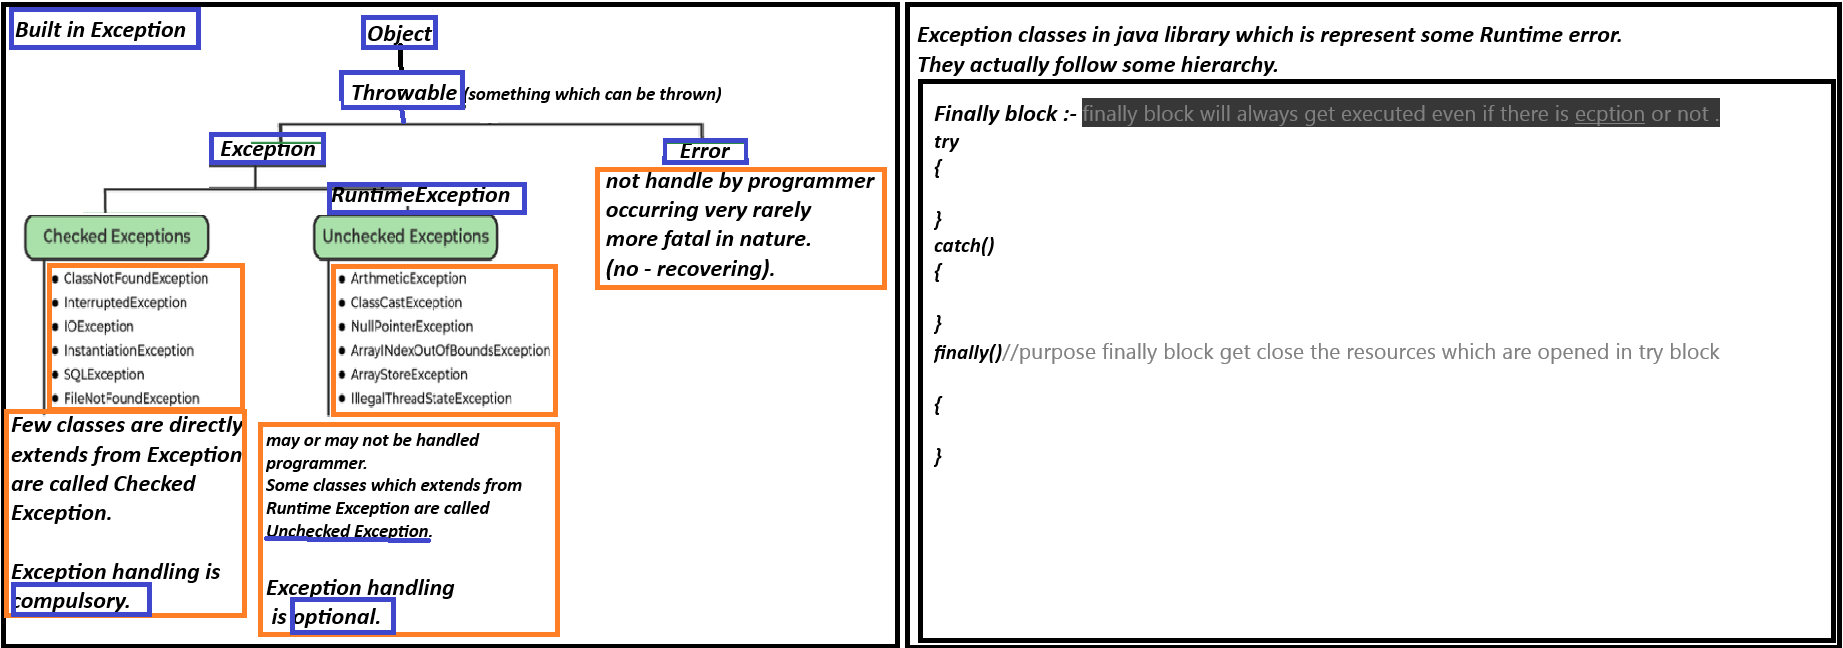 Built in Exception
Object
Throwable (something which can be thrown)
Exception
Error
not handle by programmer
occurring very rarely
more fatal in nature.
(no - recovering).
RuntimeException
Checked Exceptions
ClassNotFoundException
InterruptedException
IOException
InstantiationException
SQLException
FileNotFoundException
Few classes are directly
extends from Exception
are called Checked
Exception.
Exception handling is
compulsory.
Unchecked Exceptions
ArthmeticException
ClassCastException
NullPointerException
ArrayINdexOutOfBoundsException
ArrayStoreException
IllegalThreadStateException
may or may not be handled
programmer.
Some classes which extends from
Runtime Exception are called
Unchecked Exception.
Exception handling
is optional.
Exception classes in java library which is represent some Runtime error.
They actually follow some hierarchy.
Finally block :- finally block will always get executed even if there is ecption or not .
try
{
}
catch()
{
}
finally()//purpose finally block get close the resources which are opened in try block
{
}